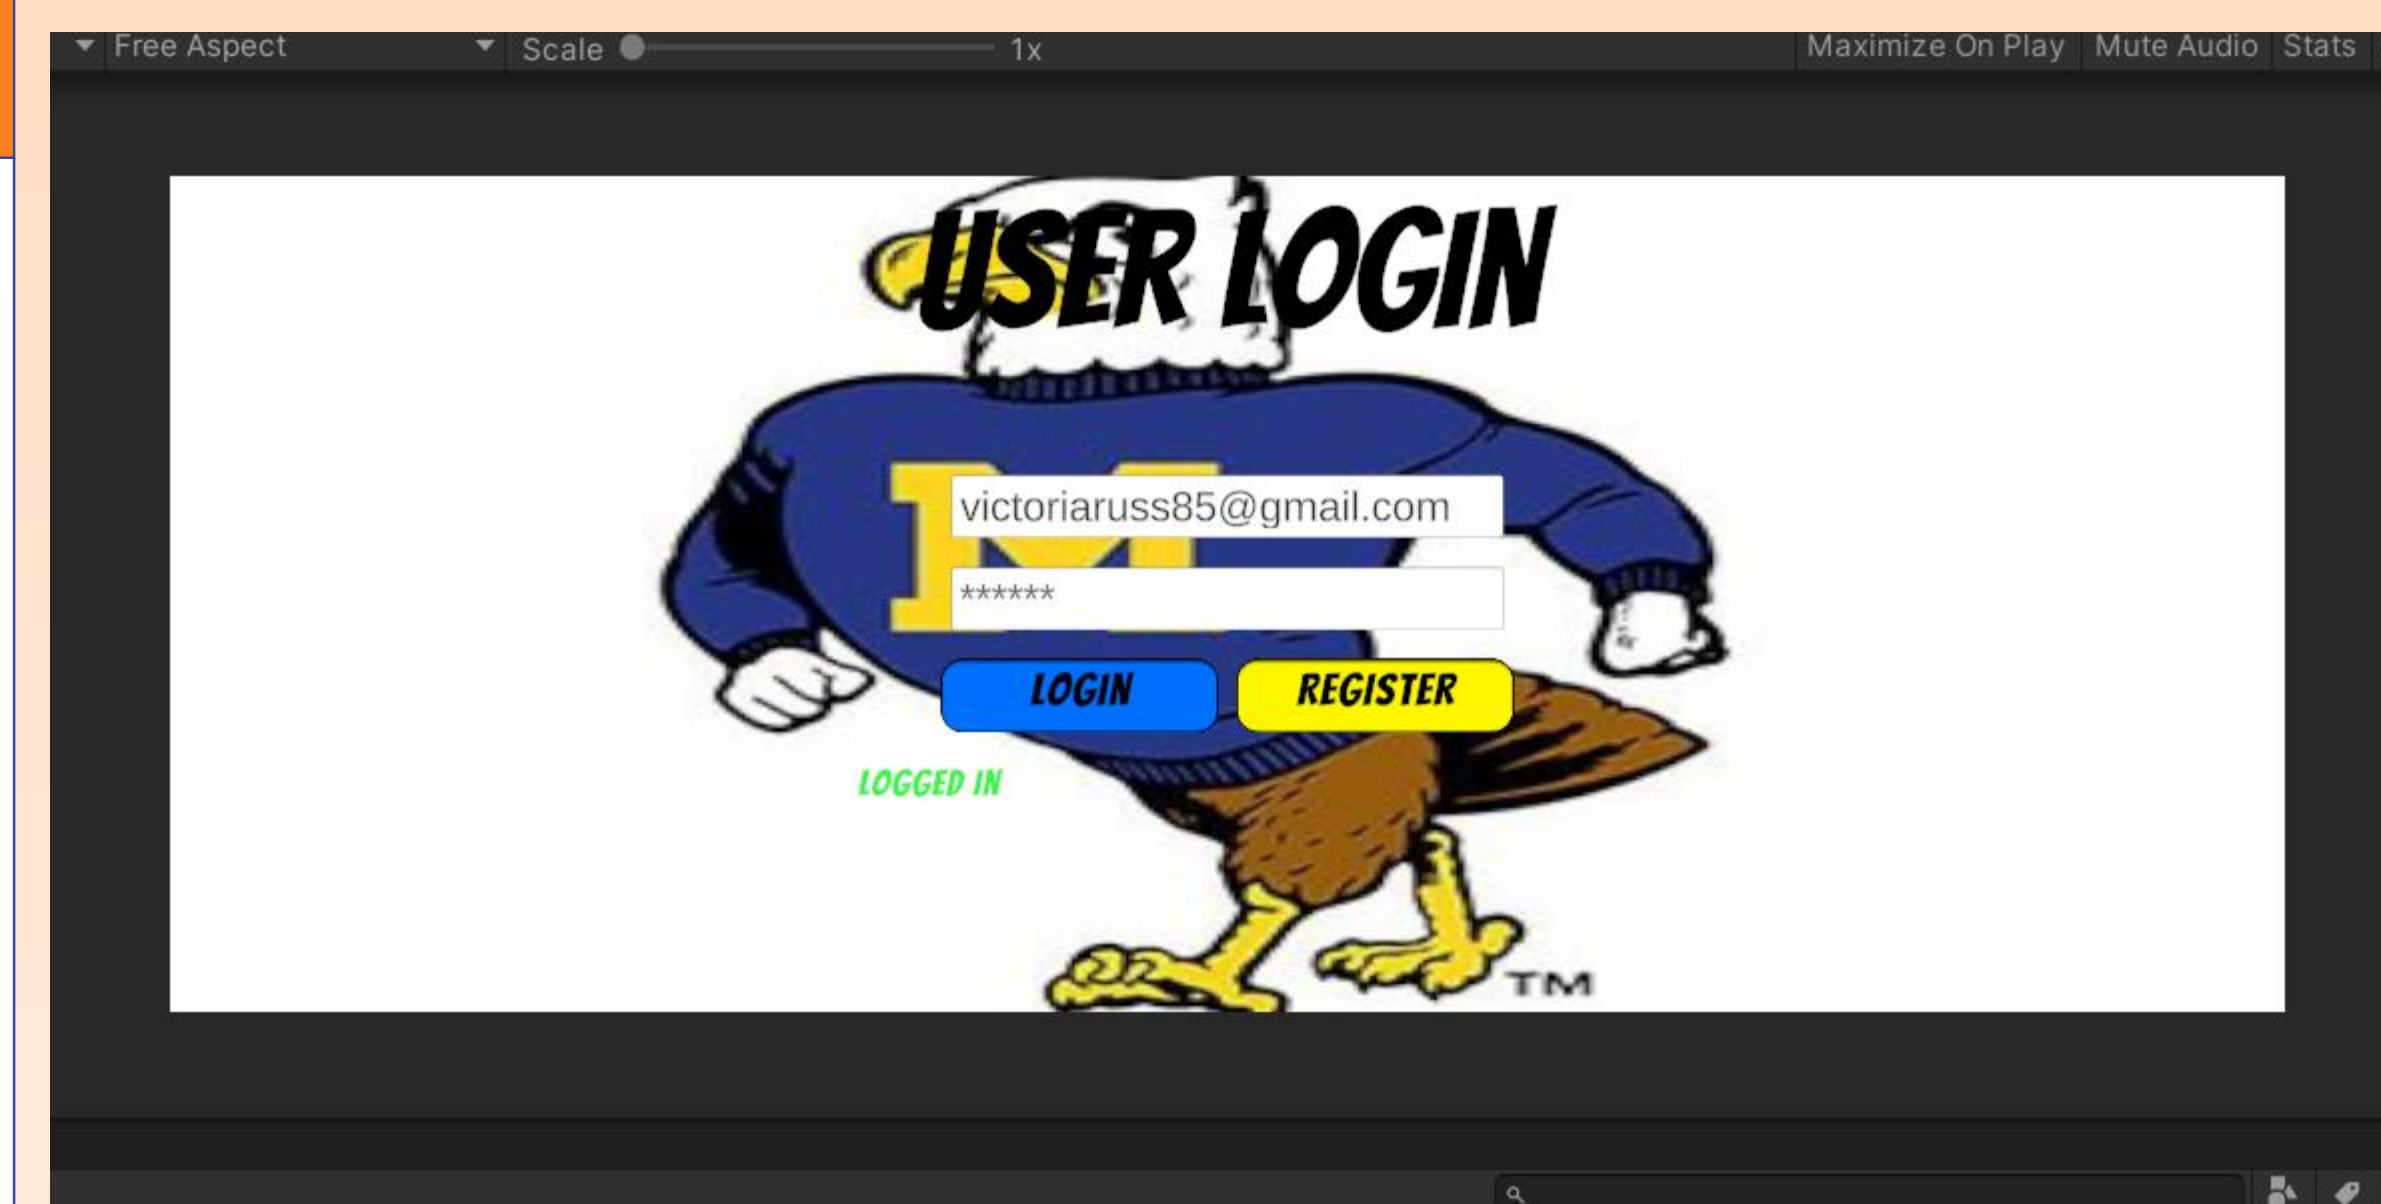 Free Aspect Scale 1x Maximize On Play Mute Audio Stats
USER LOGIN
M
victoriaruss85@gmail.com
******
LOGIN REGISTER
LOGGED IN
TM